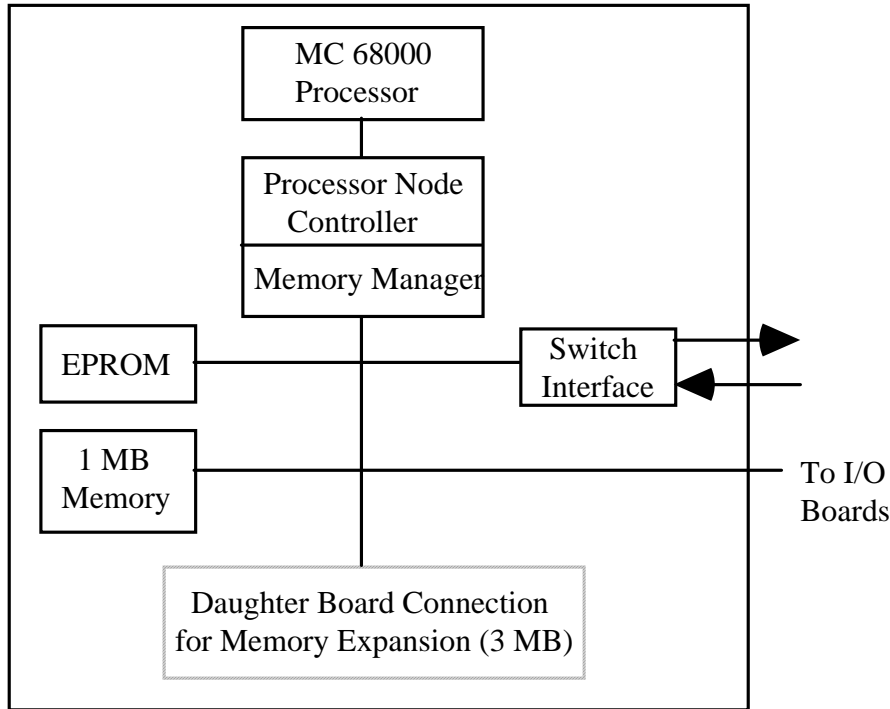 MC 68000
Processor
Processor Node
Controller
Memory Manager
EPROM
Switch
Interface
1 MB
Memory
To I/O
Boards
Daughter Board Connection
for Memory Expansion (3 MB)